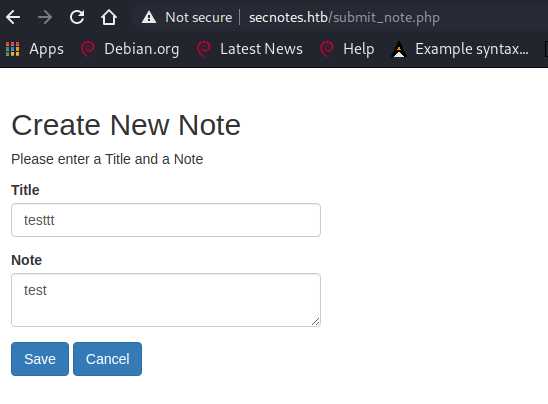 Not secure | secnotes.htb/submit_note.php
Apps Debian.org Latest News Help Example syntax...
Create New Note
Please enter a Title and a Note
Title
testtt
Note
test
Save Cancel